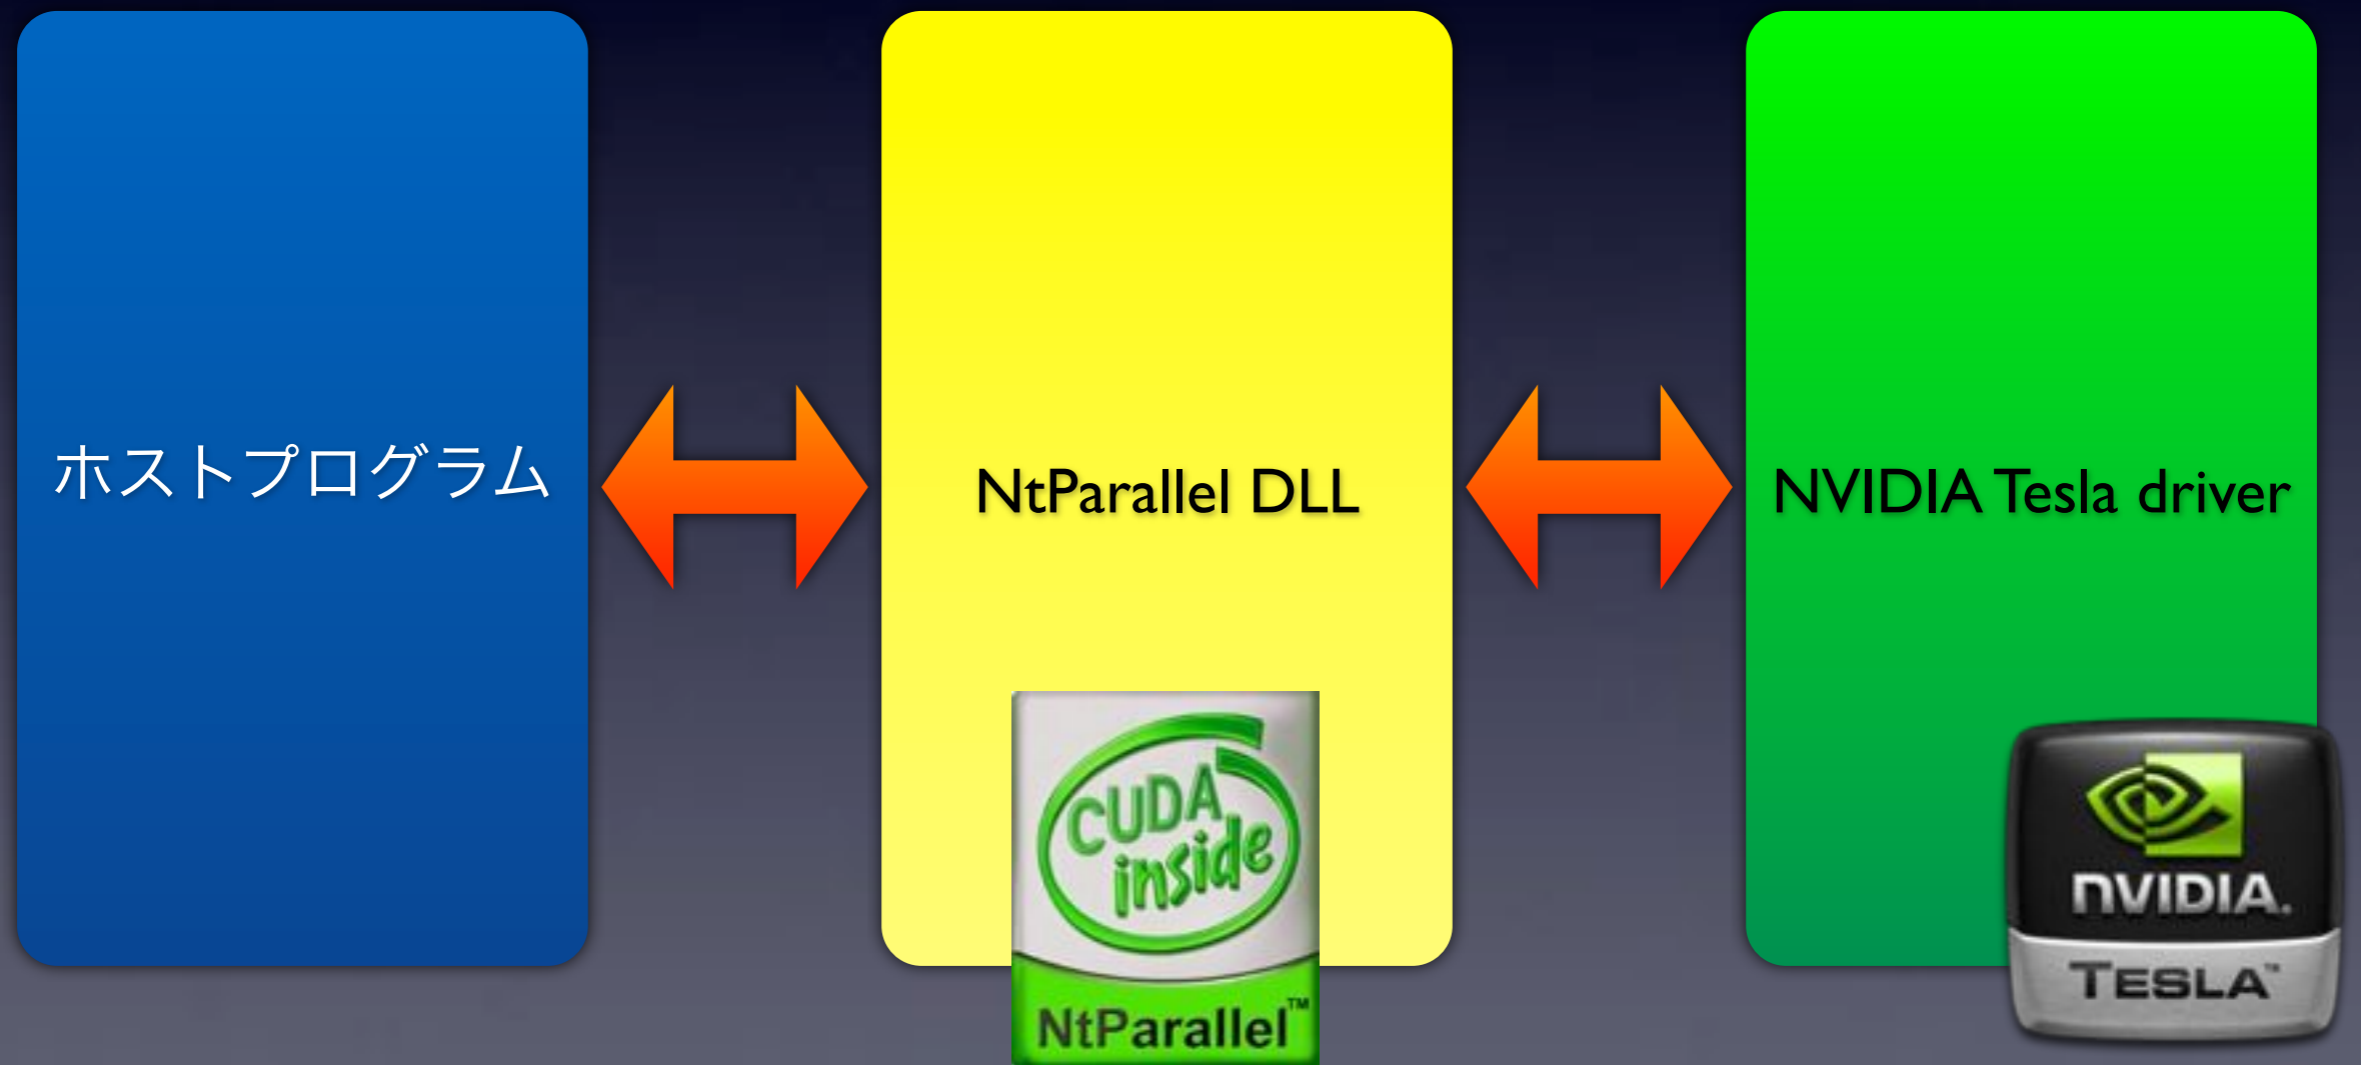 ホストプログラム
NtParallel DLL
NVIDIA Tesla driver
CUDA
inside
NtParallel™
NVIDIA.
TESLA™